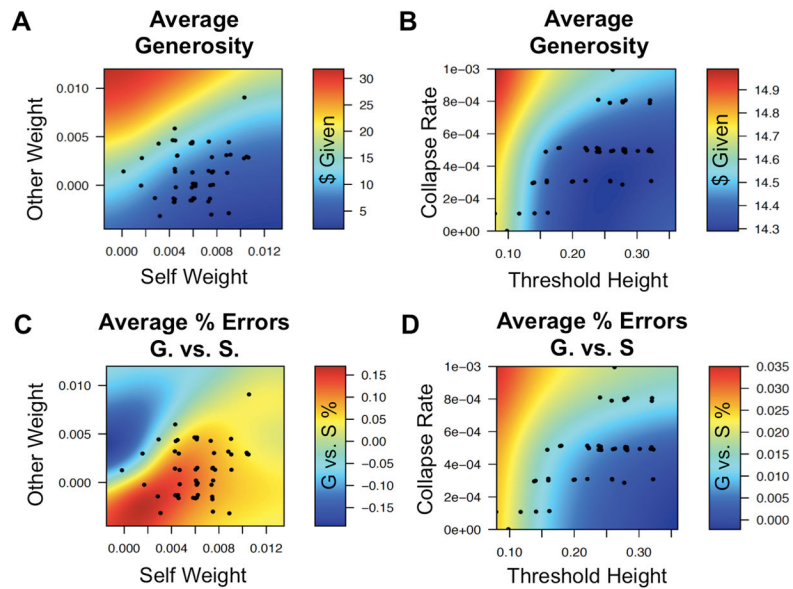 A
Average
Generosity
Other Weight
0.010
0.005
0.000
0.000
0.004
0.008
0.012
Self Weight
30
25
20
15
10
5
$ Given
B
Average
Generosity
Collapse Rate
1e−03
8e−04
6e−04
4e−04
2e−04
0e+00
0.10
0.20
0.30
Threshold Height
14.9
14.8
14.7
14.6
14.5
14.4
14.3
$ Given
C
Average % Errors
G. vs. S.
Other Weight
0.010
0.005
0.000
0.000
0.004
0.008
0.012
Self Weight
0.15
0.10
0.05
0.00
−0.05
−0.10
−0.15
G vs. S %
D
Average % Errors
G. vs. S
Collapse Rate
1e−03
8e−04
6e−04
4e−04
2e−04
0e+00
0.10
0.20
0.30
Threshold Height
0.035
0.030
0.025
0.020
0.015
0.010
0.005
0.000
G vs. S %